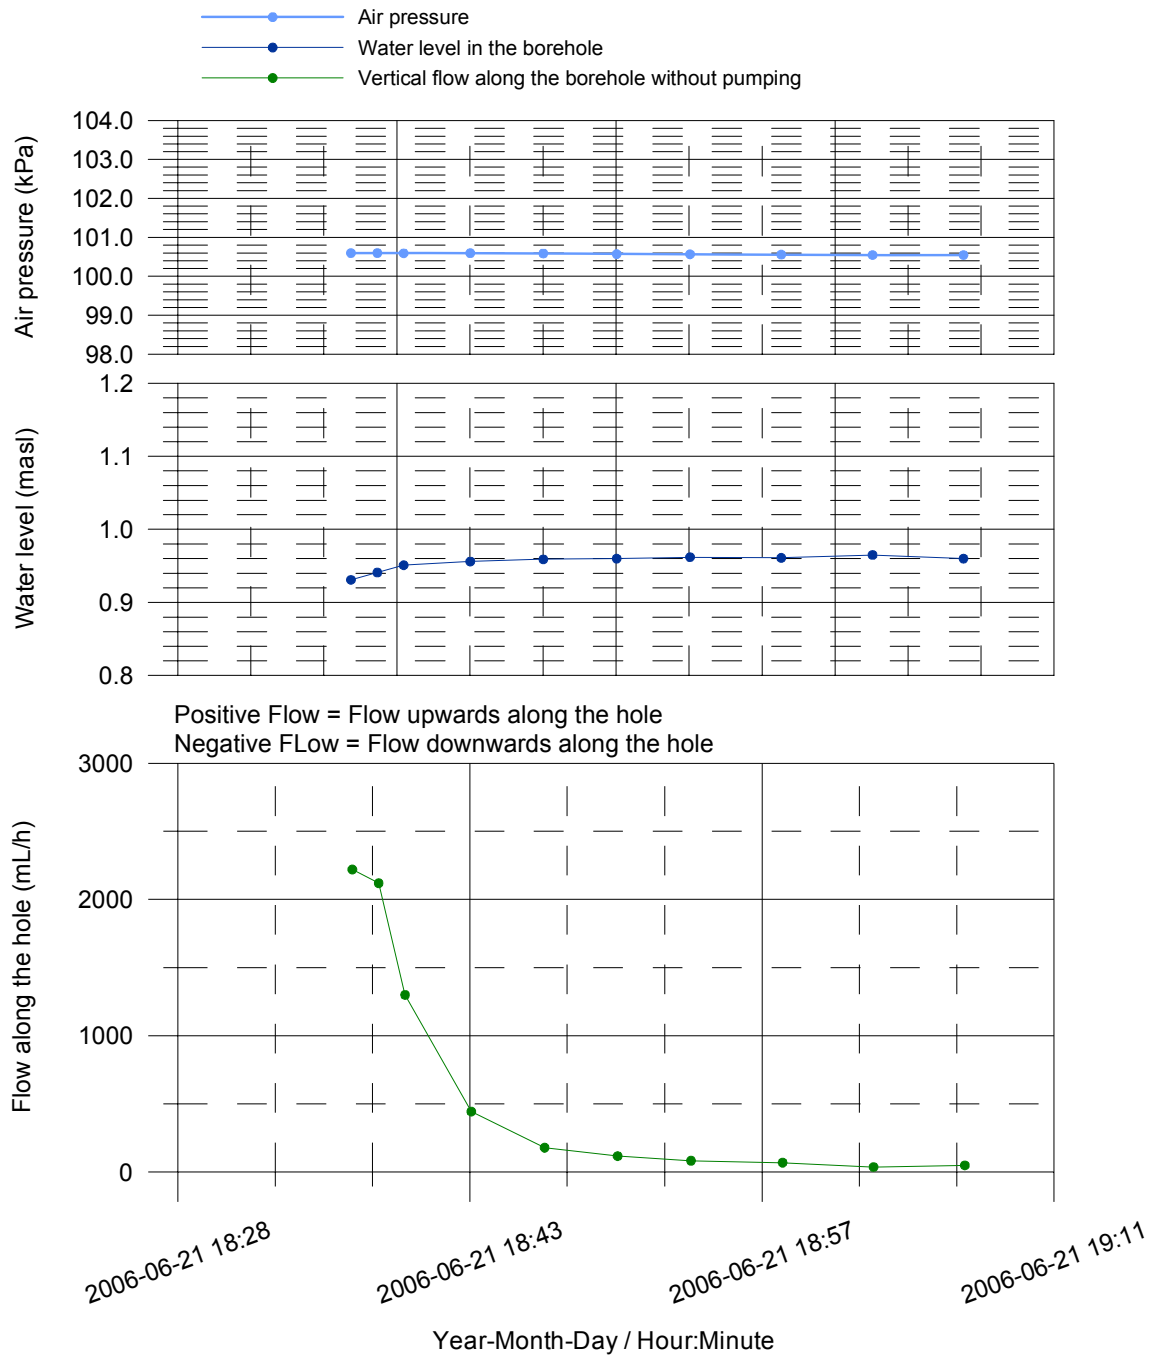 Air pressure
Water level in the borehole
Vertical flow along the borehole without pumping
104.0
103.0
102.0
101.0
100.0
99.0
98.0
Air pressure (kPa)
1.2
1.1
1.0
0.9
0.8
Water level (masl)
Positive Flow = Flow upwards along the hole
Negative FLow = Flow downwards along the hole
3000
2000
1000
0
Flow along the hole (mL/h)
2006-06-21 18:28
2006-06-21 18:43
2006-06-21 18:57
2006-06-21 19:11
Year-Month-Day / Hour:Minute